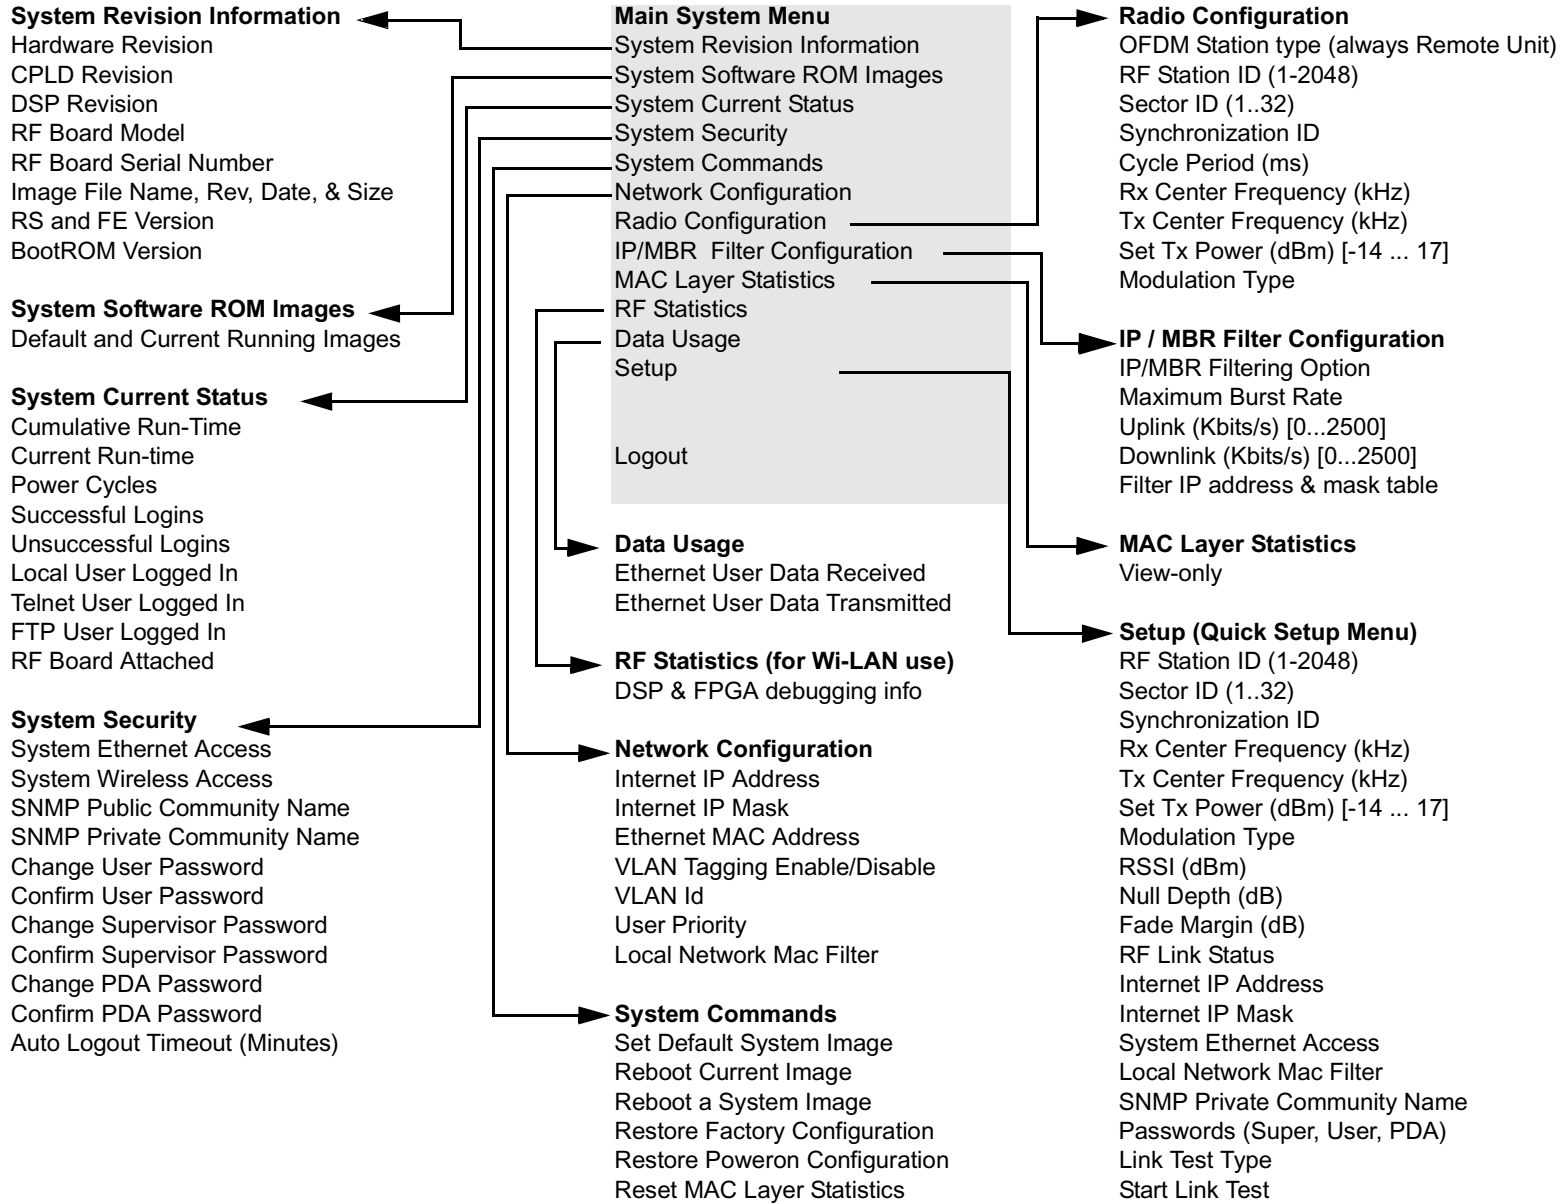 System Revision Information
Hardware Revision
CPLD Revision
DSP Revision
RF Board Model
RF Board Serial Number
Image File Name, Rev, Date, & Size
RS and FE Version
BootROM Version
System Software ROM Images
Default and Current Running Images
System Current Status
Cumulative Run-Time
Current Run-time
Power Cycles
Successful Logins
Unsuccessful Logins
Local User Logged In
Telnet User Logged In
FTP User Logged In
RF Board Attached
System Security
System Ethernet Access
System Wireless Access
SNMP Public Community Name
SNMP Private Community Name
Change User Password
Confirm User Password
Change Supervisor Password
Confirm Supervisor Password
Change PDA Password
Confirm PDA Password
Auto Logout Timeout (Minutes)
Main System Menu
System Revision Information
System Software ROM Images
System Current Status
System Security
System Commands
Network Configuration
Radio Configuration
IP/MBR Filter Configuration
MAC Layer Statistics
RF Statistics
Data Usage
Setup
Logout
Data Usage
Ethernet User Data Received
Ethernet User Data Transmitted
RF Statistics (for Wi-LAN use)
DSP & FPGA debugging info
Network Configuration
Internet IP Address
Internet IP Mask
Ethernet MAC Address
VLAN Tagging Enable/Disable
VLAN Id
User Priority
Local Network Mac Filter
System Commands
Set Default System Image
Reboot Current Image
Reboot a System Image
Restore Factory Configuration
Restore Poweron Configuration
Reset MAC Layer Statistics
Radio Configuration
OFDM Station type (always Remote Unit)
RF Station ID (1-2048)
Sector ID (1..32)
Synchronization ID
Cycle Period (ms)
Rx Center Frequency (kHz)
Tx Center Frequency (kHz)
Set Tx Power (dBm) [-14 ... 17]
Modulation Type
IP / MBR Filter Configuration
IP/MBR Filtering Option
Maximum Burst Rate
Uplink (Kbits/s) [0...2500]
Downlink (Kbits/s) [0...2500]
Filter IP address & mask table
MAC Layer Statistics
View-only
Setup (Quick Setup Menu)
RF Station ID (1-2048)
Sector ID (1..32)
Synchronization ID
Rx Center Frequency (kHz)
Tx Center Frequency (kHz)
Set Tx Power (dBm) [-14 ... 17]
Modulation Type
RSSI (dBm)
Null Depth (dB)
Fade Margin (dB)
RF Link Status
Internet IP Address
Internet IP Mask
System Ethernet Access
Local Network Mac Filter
SNMP Private Community Name
Passwords (Super, User, PDA)
Link Test Type
Start Link Test